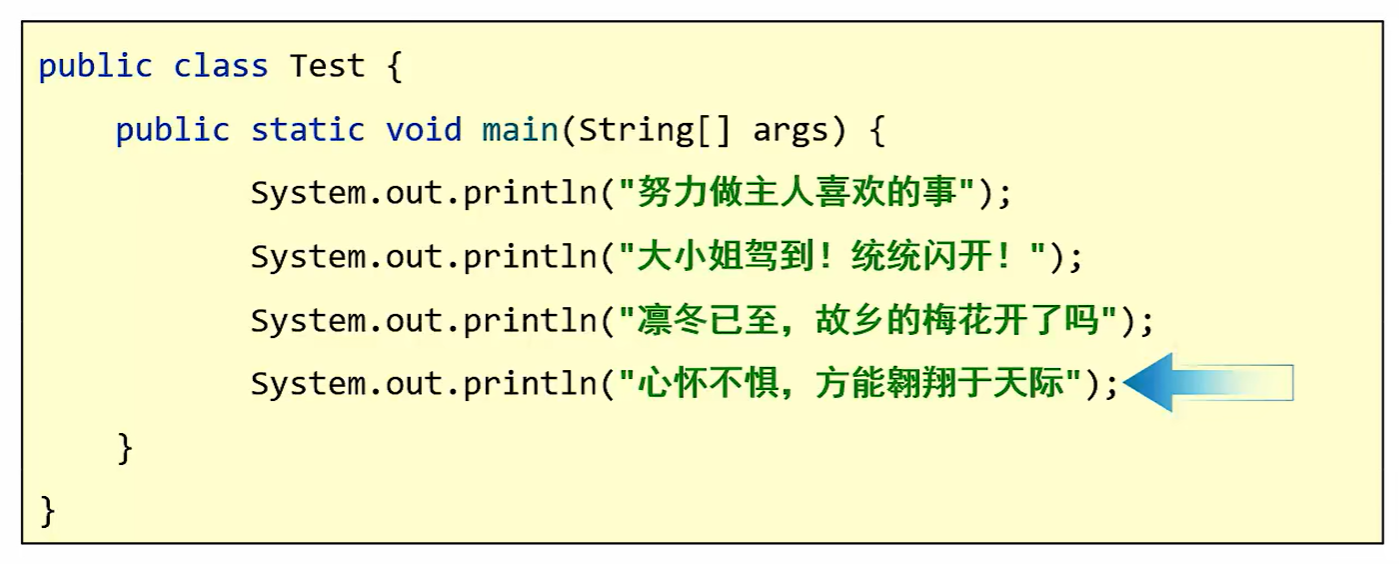 public class Test {
public static void main(String[] args) {
System.out.println("努力做主人喜欢的事");
System.out.println("大小姐驾到！统统闪开！");
System.out.println("凛冬已至，故乡的梅花开了吗");
System.out.println("心怀不惧，方能翱翔于天际");
}
}